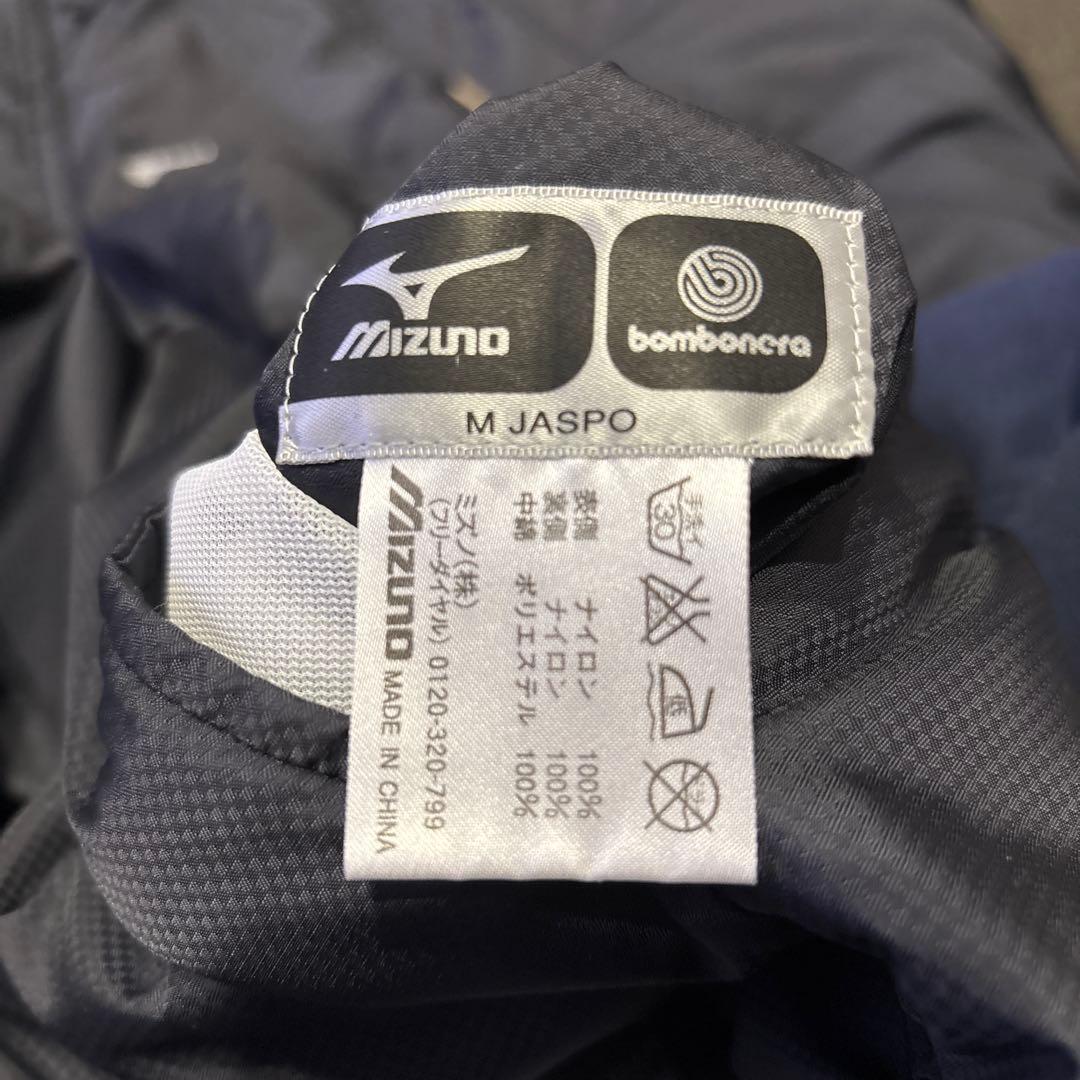 MIZUNO
bombonera
M JASPO
手洗イ
30
低
表側 ナイロン 100%
裏側 ナイロン 100%
中綿 ポリエステル 100%
ミズノ(株)
(フリーダイヤル) 0120-320-799
MIZUNO MADE IN CHINA